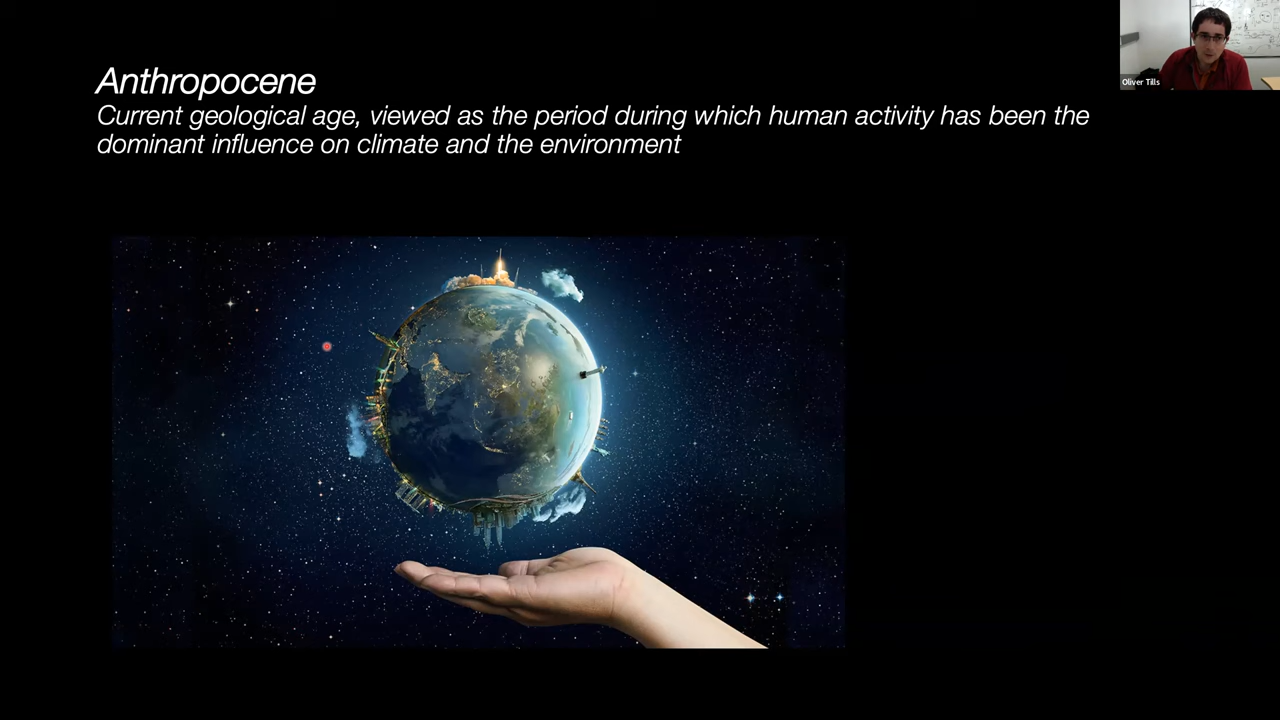 Anthropocene
Current geological age, viewed as the period during which human activity has been the
dominant influence on climate and the environment
Oliver Tills